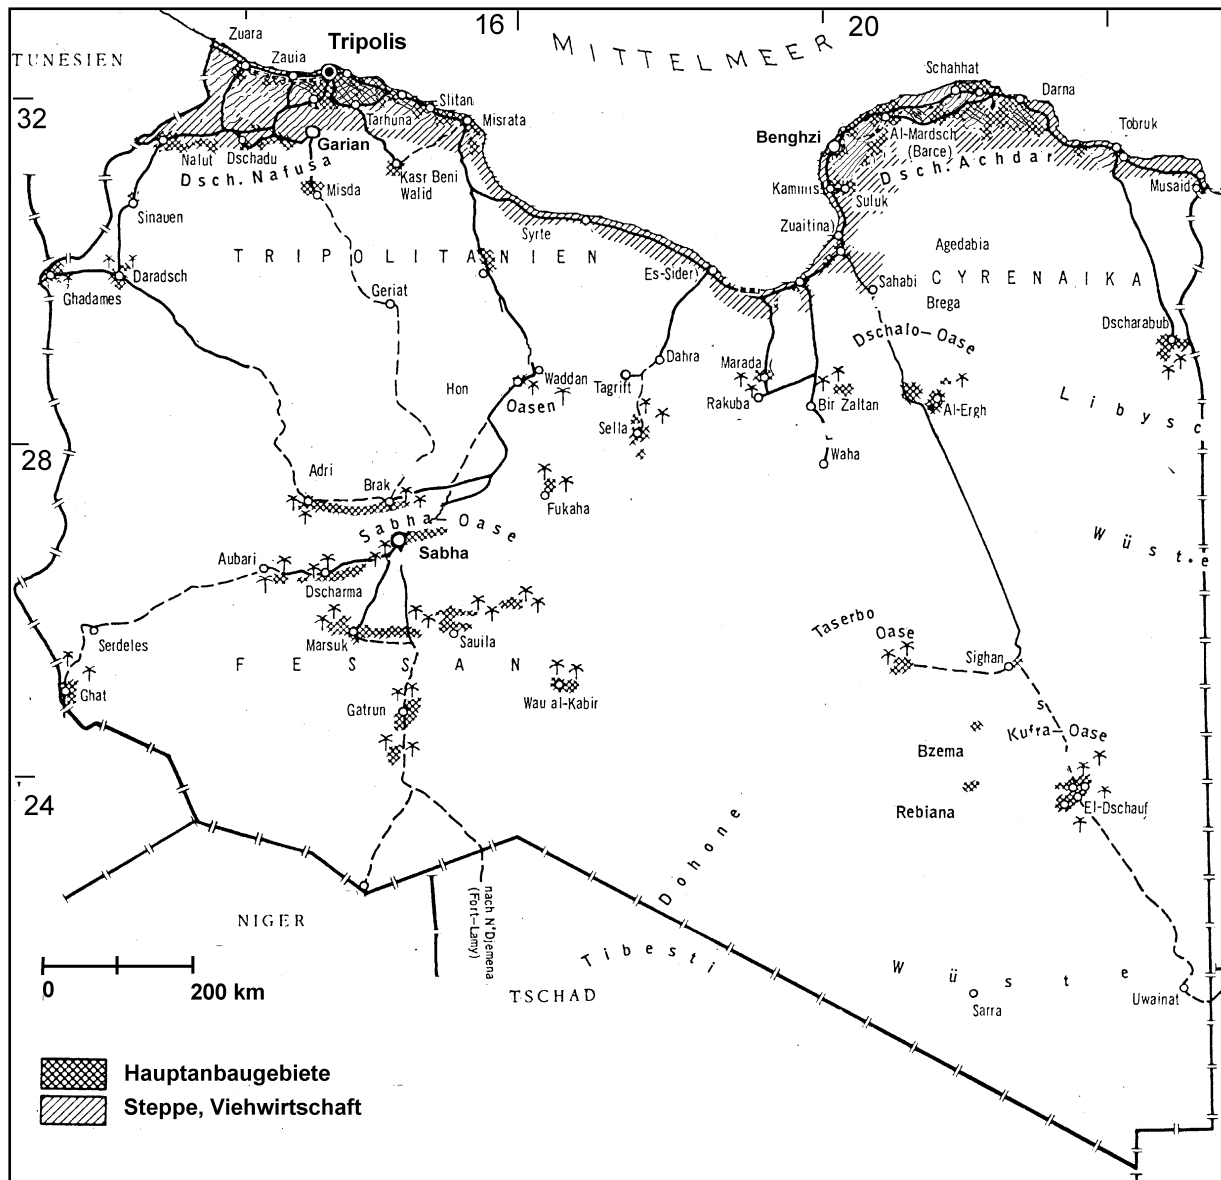 16
20
MITTELMEER
TUNESIEN
Zuara
Zauia
Tripolis
Slitan
Tarhuna
Misrata
32
Schahhat
Darna
Tobruk
Benghzi
Al-Mardsch
(Barce)
Dsch. Achdar
Musaid
Nalut
Dschadu
Garian
Dsch. Nafusa
Kasr Beni
Walid
Misda
Kaminis
Suluk
Sinauen
Syrte
Zuaitina
Agedabia
TRIPOLITANIEN
Es-Sider
Sahabi
CYRENAIKA
Ghadames
Daradsch
Geriat
Brega
Dscharabub
Dschalo-Oase
Dahra
Marada
Hon
Waddan
Oasen
Tagrift
Rakuba
Bir Zaltan
Al-Ergh
Libysc
Sella
28
Waha
Adri
Brak
Fukaha
Sabha-Oase
Sabha
Wüste
Aubari
Dscharma
Taserbo
Oase
Serdeles
Marsuk
Sauila
Sighan
FESSAN
Ghat
Wau al-Kabir
Gatrun
s
Kufra-Oase
Bzema
24
Rebiana
El-Dschauf
Dohone
nach N'Djemena
(Fort-Lamy)
NIGER
Tibesti
Wüste
0
200 km
TSCHAD
Sarra
Uwainat
Hauptanbaugebiete
Steppe, Viehwirtschaft